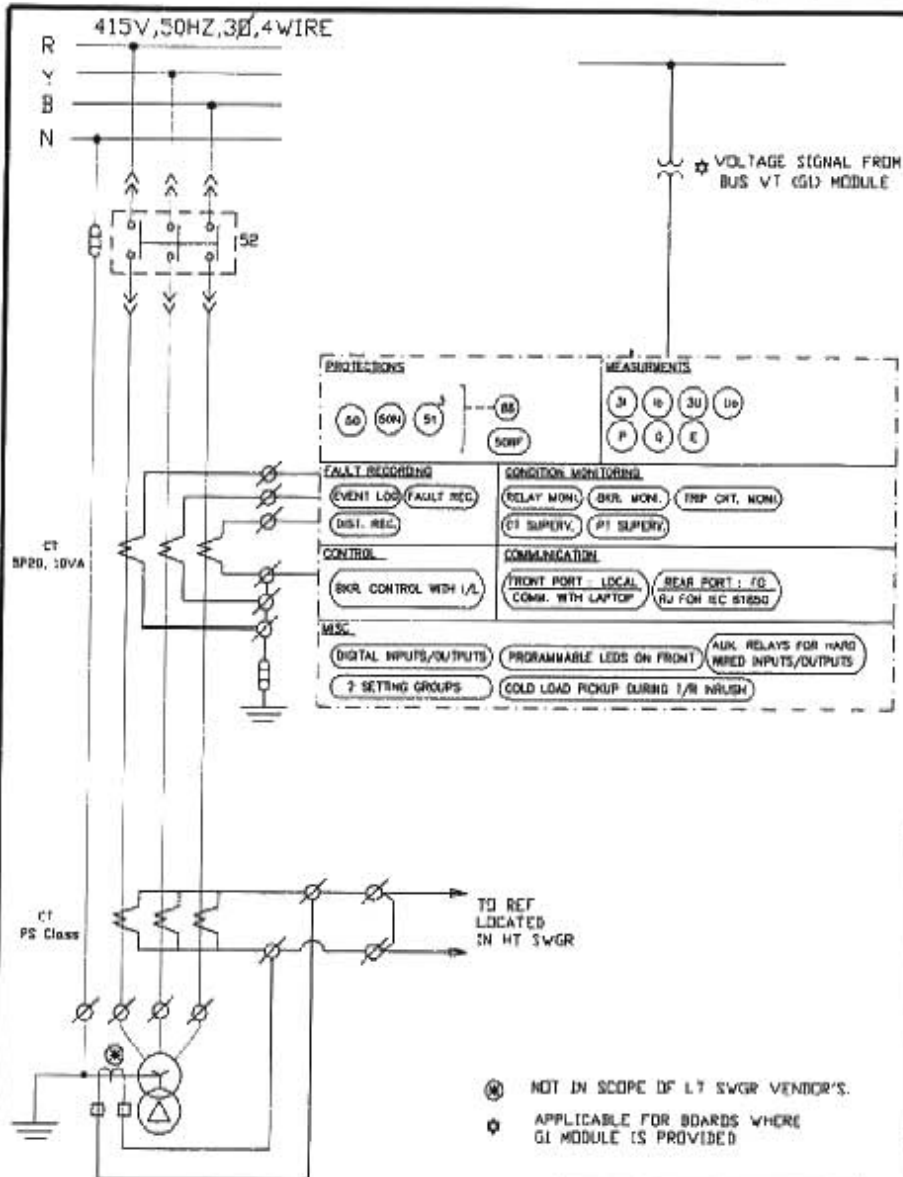 415V,50HZ,3Ø,4WIRE
R
Y
B
N
52
VOLTAGE SIGNAL FROM
BUS VT (G1) MODULE
PROTECTIONS
50
50N
51
86
50BF
MEASURMENTS
3I
Io
3U
Uo
P
Q
E
FAULT RECORDING
EVENT LOG
FAULT REC.
DIST. REC.
CONDITION MONITORING
RELAY MONI.
BKR. MONI.
TRIP CKT. MONI.
CT SUPERV.
PT SUPERV.
CONTROL
BKR. CONTROL WITH I/L
COMMUNICATION
FRONT PORT : LOCAL
COMM. WITH LAPTOP
REAR PORT : FO
RJ FOR IEC 61850
MISC.
DIGITAL INPUTS/OUTPUTS
PROGRAMMABLE LEDS ON FRONT
AUX. RELAYS FOR HARD
WIRED INPUTS/OUTPUTS
2 SETTING GROUPS
COLD LOAD PICKUP DURING T/R INRUSH
CT
5P20, 10VA
CT
PS Class
TO REF
LOCATED
IN HT SWGR
NOT IN SCOPE OF LT SWGR VENDOR'S.
APPLICABLE FOR BOARDS WHERE
G1 MODULE IS PROVIDED